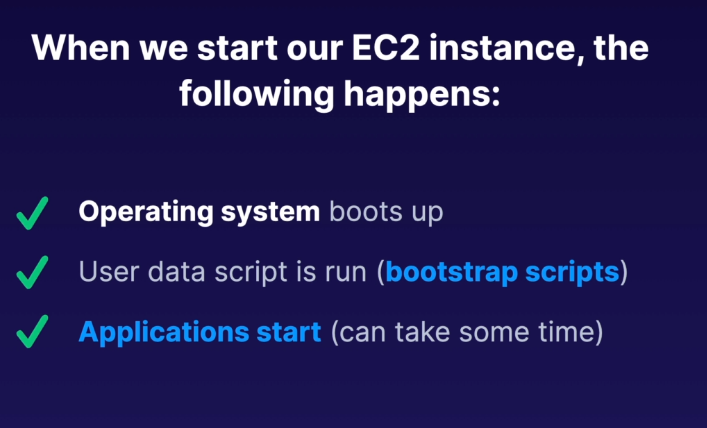 When we start our EC2 instance, the
following happens:
Operating system boots up
User data script is run (bootstrap scripts)
Applications start (can take some time)